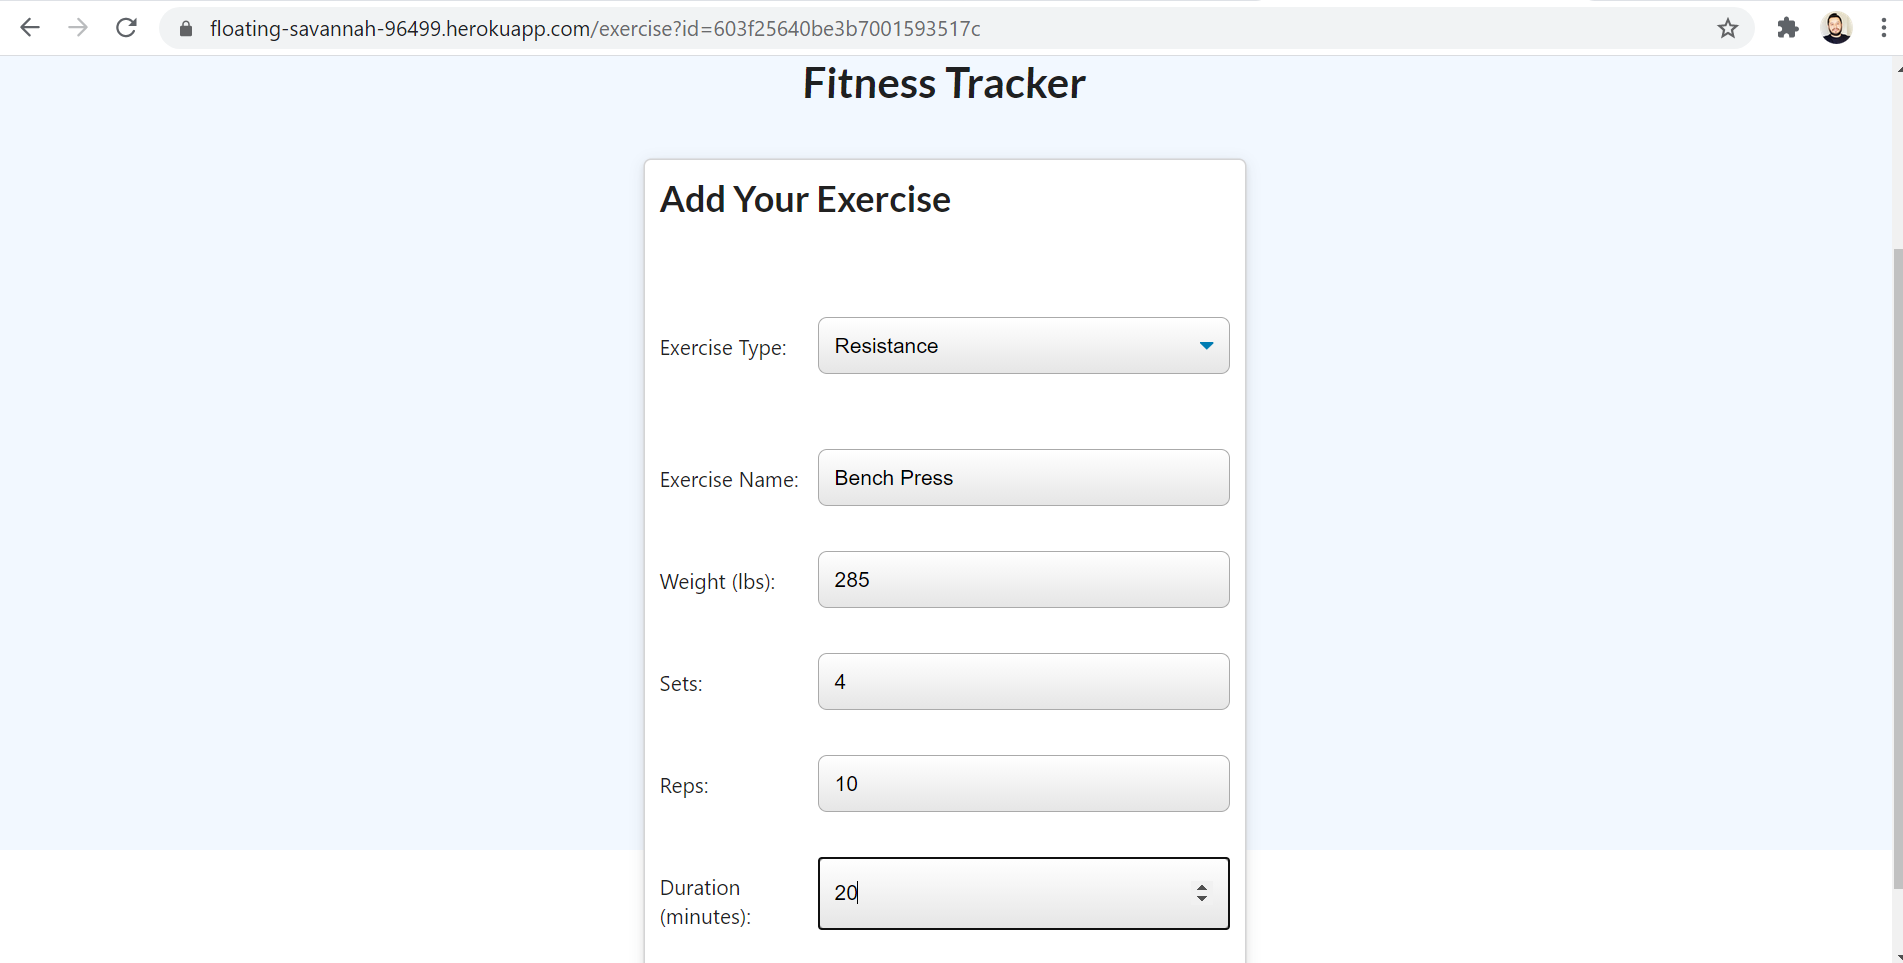 floating-savannah-96499.herokuapp.com/exercise?id=603f25640be3b7001593517c
Fitness Tracker
Add Your Exercise
Exercise Type: Resistance
Exercise Name: Bench Press
Weight (lbs): 285
Sets: 4
Reps: 10
Duration (minutes): 20